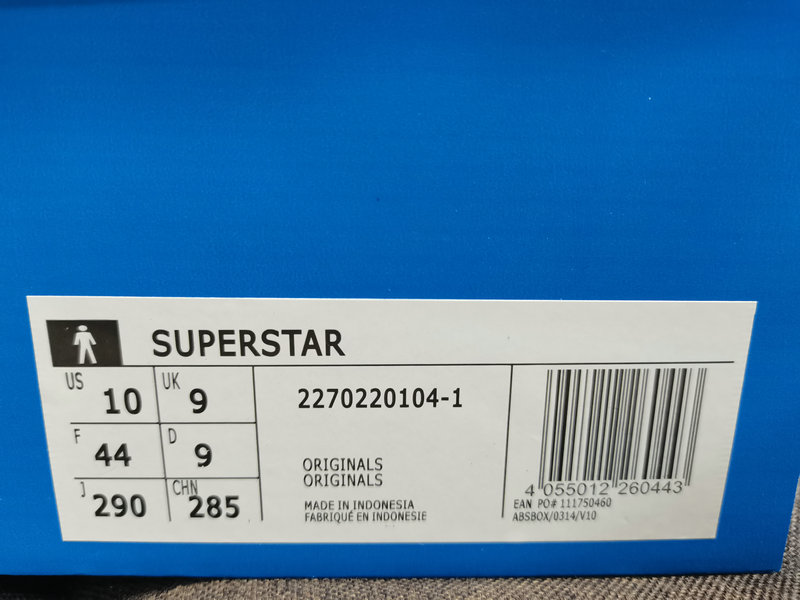 SUPERSTAR
US 10 UK 9
F 44 D 9
J 290 CHN 285
2270220104-1
ORIGINALS
ORIGINALS
MADE IN INDONESIA
FABRIQUÉ EN INDONESIE
4 055012 260443
EAN PO# 111750460
ABSBOX/0314/V10